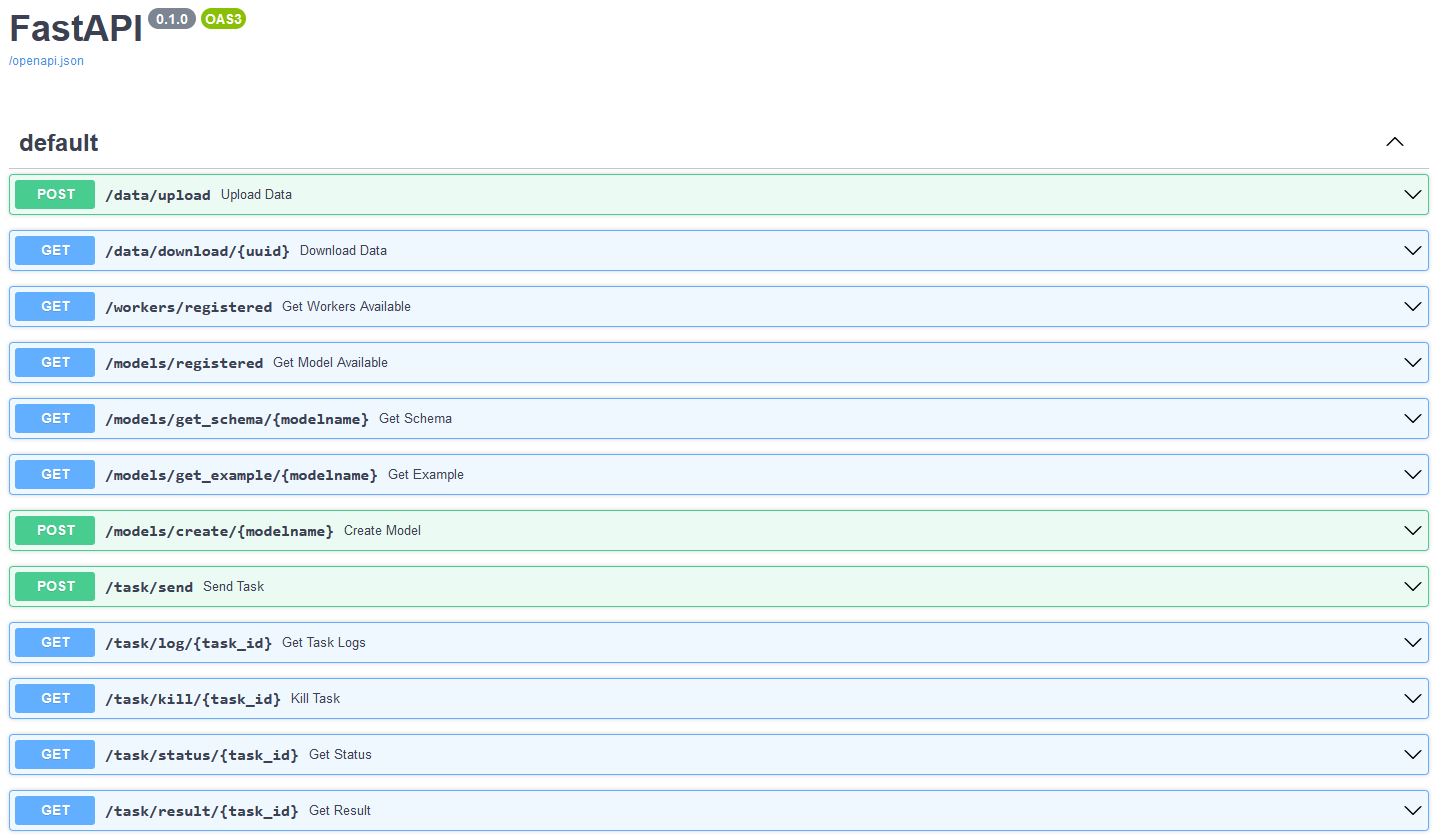 FastAPI 0.1.0 OAS3
/openapi.json
default
POST /data/upload Upload Data
GET /data/download/{uuid} Download Data
GET /workers/registered Get Workers Available
GET /models/registered Get Model Available
GET /models/get_schema/{modelname} Get Schema
GET /models/get_example/{modelname} Get Example
POST /models/create/{modelname} Create Model
POST /task/send Send Task
GET /task/log/{task_id} Get Task Logs
GET /task/kill/{task_id} Kill Task
GET /task/status/{task_id} Get Status
GET /task/result/{task_id} Get Result